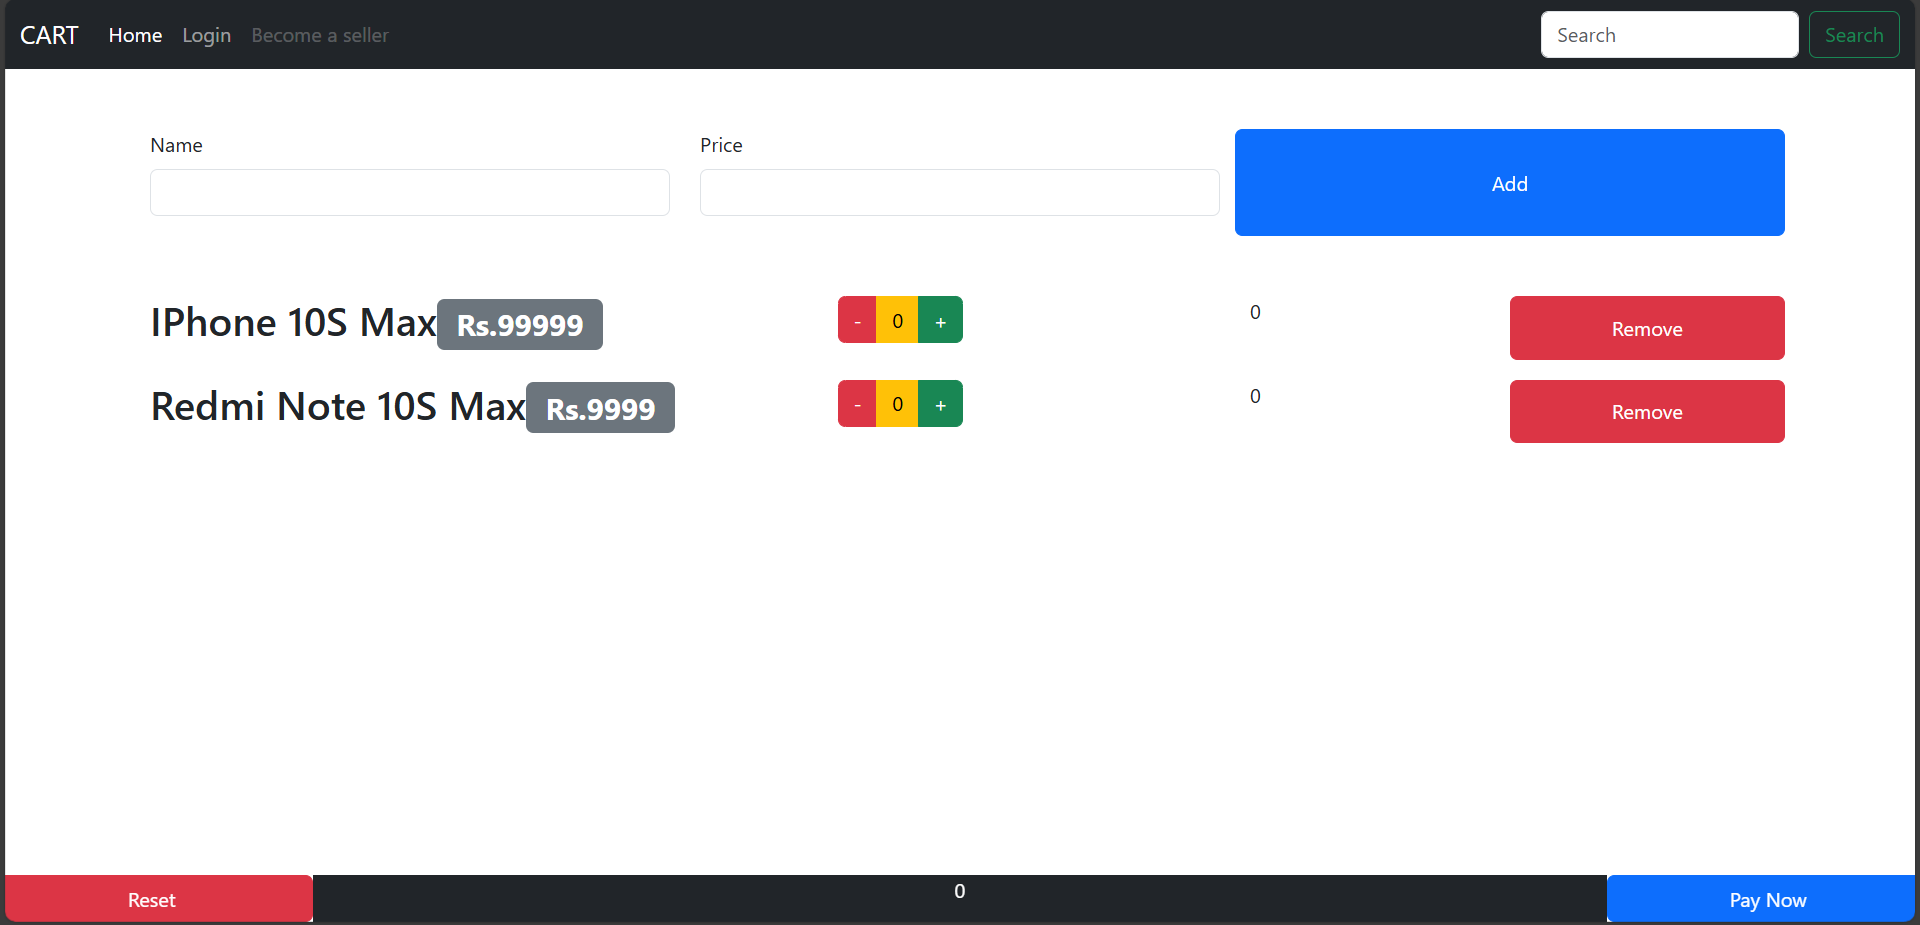 CART Home Login Become a seller Search Search
Name Price Add
IPhone 10S Max Rs.99999 - 0 + 0 Remove
Redmi Note 10S Max Rs.9999 - 0 + 0 Remove
Reset 0 Pay Now